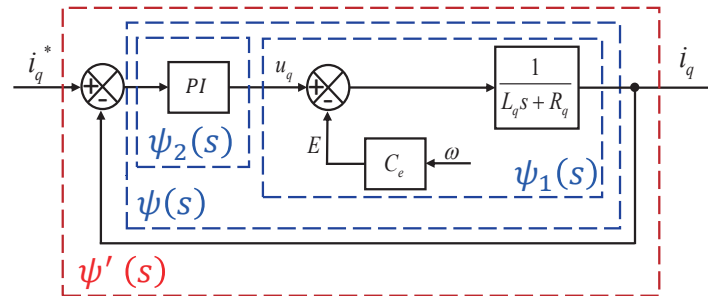 i_q^*
+
-
PI
u_q
+
-
1
L_q s + R_q
i_q
E
C_e
ω
ψ_2(s)
ψ_1(s)
ψ(s)
ψ′(s)